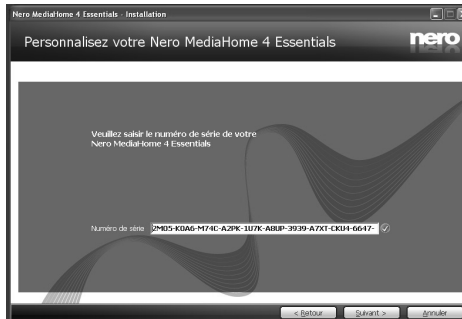 Nero MediaHome 4 Essentials - Installation
Personnalisez votre Nero MediaHome 4 Essentials
nero
Veuillez saisir le numéro de série de votre
Nero MediaHome 4 Essentials
Numéro de série 2M05-K0A6-M74C-A2PK-1U7K-A8UP-3939-A7XT-CKU4-6647-
< Retour Suivant > Annuler